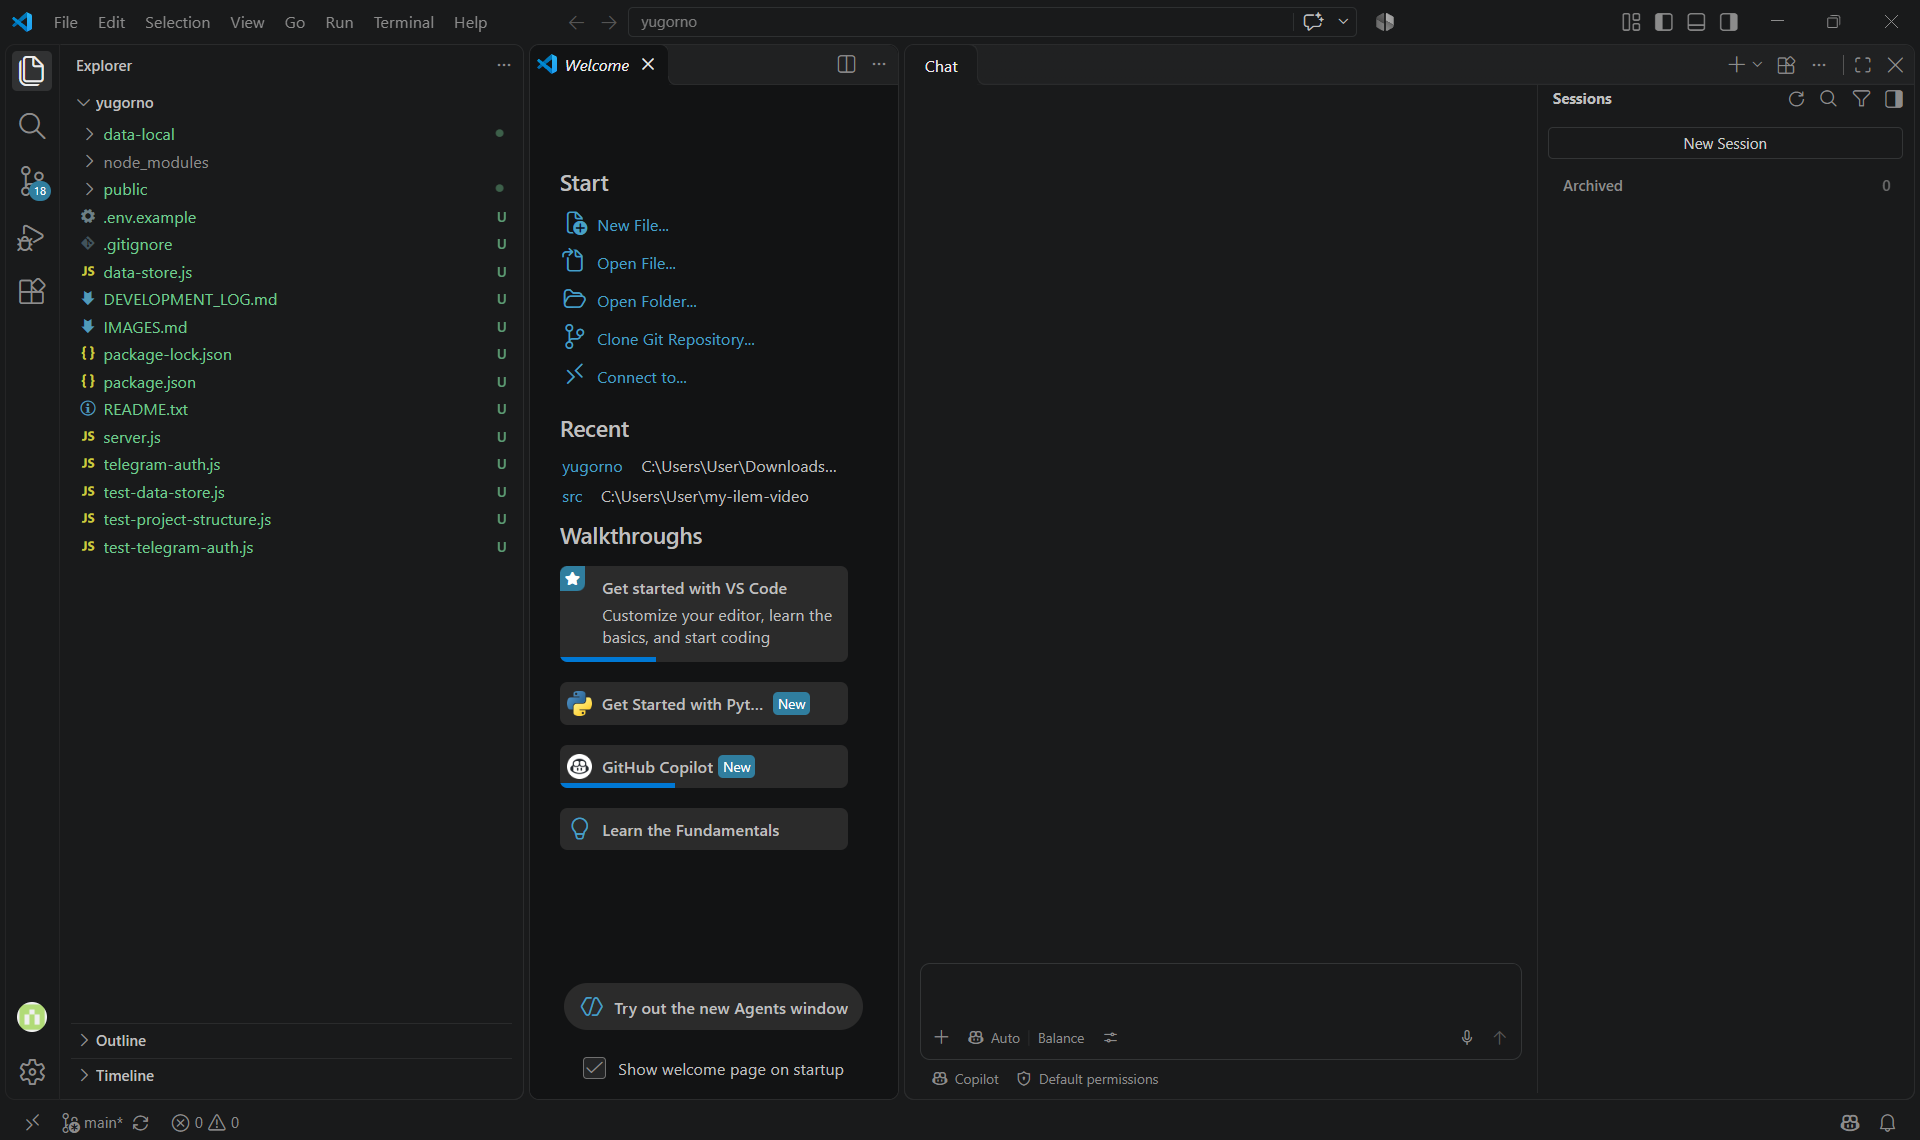 File Edit Selection View Go Run Terminal Help
yugorno
Explorer
yugorno
data-local
node_modules
public
.env.example U
.gitignore U
JS data-store.js U
DEVELOPMENT_LOG.md U
IMAGES.md U
{} package-lock.json U
{} package.json U
README.txt U
JS server.js U
JS telegram-auth.js U
JS test-data-store.js U
JS test-project-structure.js U
JS test-telegram-auth.js U
18
Outline
Timeline
Welcome
Start
New File...
Open File...
Open Folder...
Clone Git Repository...
Connect to...
Recent
yugorno C:\Users\User\Downloads...
src C:\Users\User\my-ilem-video
Walkthroughs
Get started with VS Code
Customize your editor, learn the
basics, and start coding
Get Started with Pyt... New
GitHub Copilot New
Learn the Fundamentals
Try out the new Agents window
Show welcome page on startup
Chat
Sessions
New Session
Archived 0
Auto Balance
Copilot Default permissions
main* 0 0